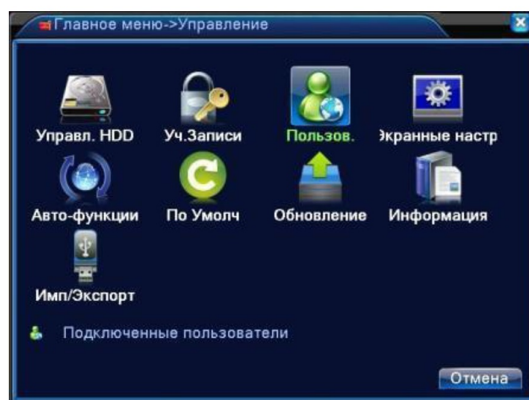 Главное меню->Управление
Управл. HDD Уч.Записи Пользов. Экранные настр
Авто-функции По Умолч Обновление Информация
Имп/Экспорт
Подключенные пользователи
Отмена